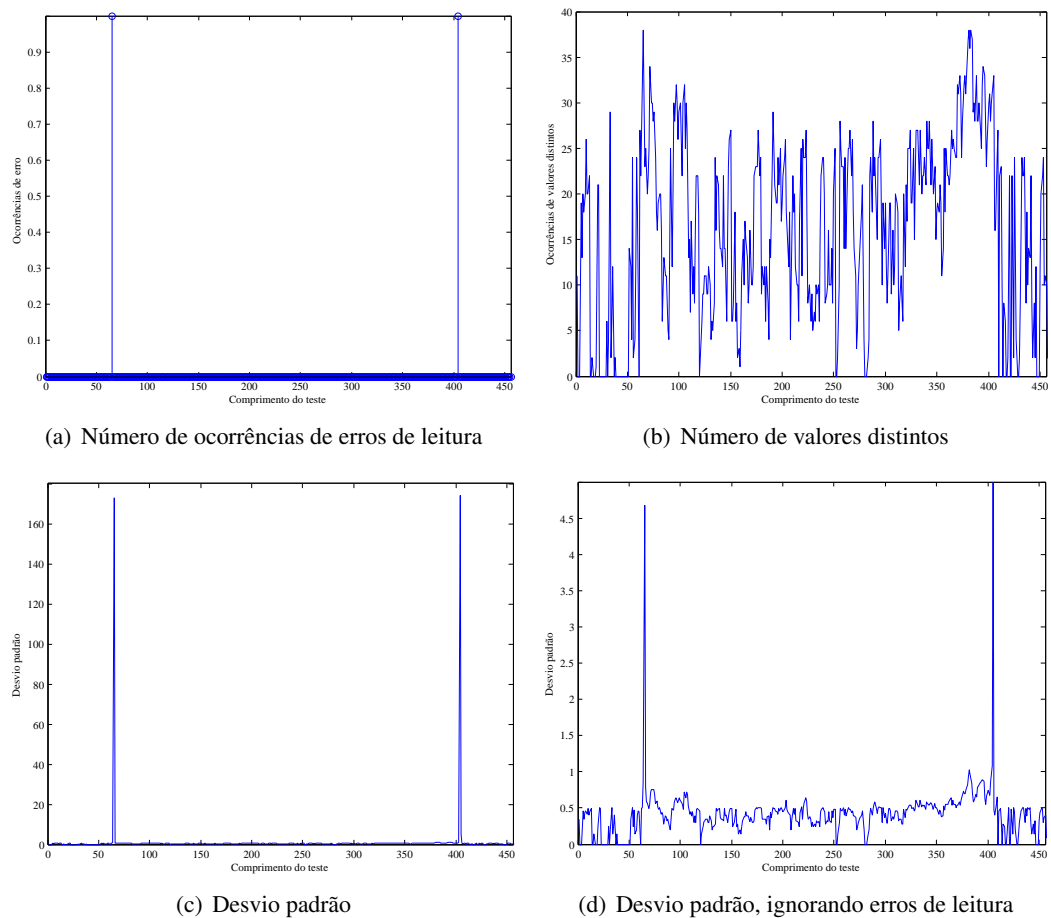 0.9
0.8
0.7
0.6
0.5
0.4
0.3
0.2
0.1
0
0 50 100 150 200 250 300 350 400 450
Ocorrências de erro
Comprimento do teste
(a) Número de ocorrências de erros de leitura
40
35
30
25
20
15
10
5
0
0 50 100 150 200 250 300 350 400 450
Ocorrências de valores distintos
Comprimento do teste
(b) Número de valores distintos
160
140
120
100
80
60
40
20
0
0 50 100 150 200 250 300 350 400 450
Desvio padrão
Comprimento do teste
(c) Desvio padrão
4.5
4
3.5
3
2.5
2
1.5
1
0.5
0
0 50 100 150 200 250 300 350 400 450
Desvio padrão
Comprimento do teste
(d) Desvio padrão, ignorando erros de leitura